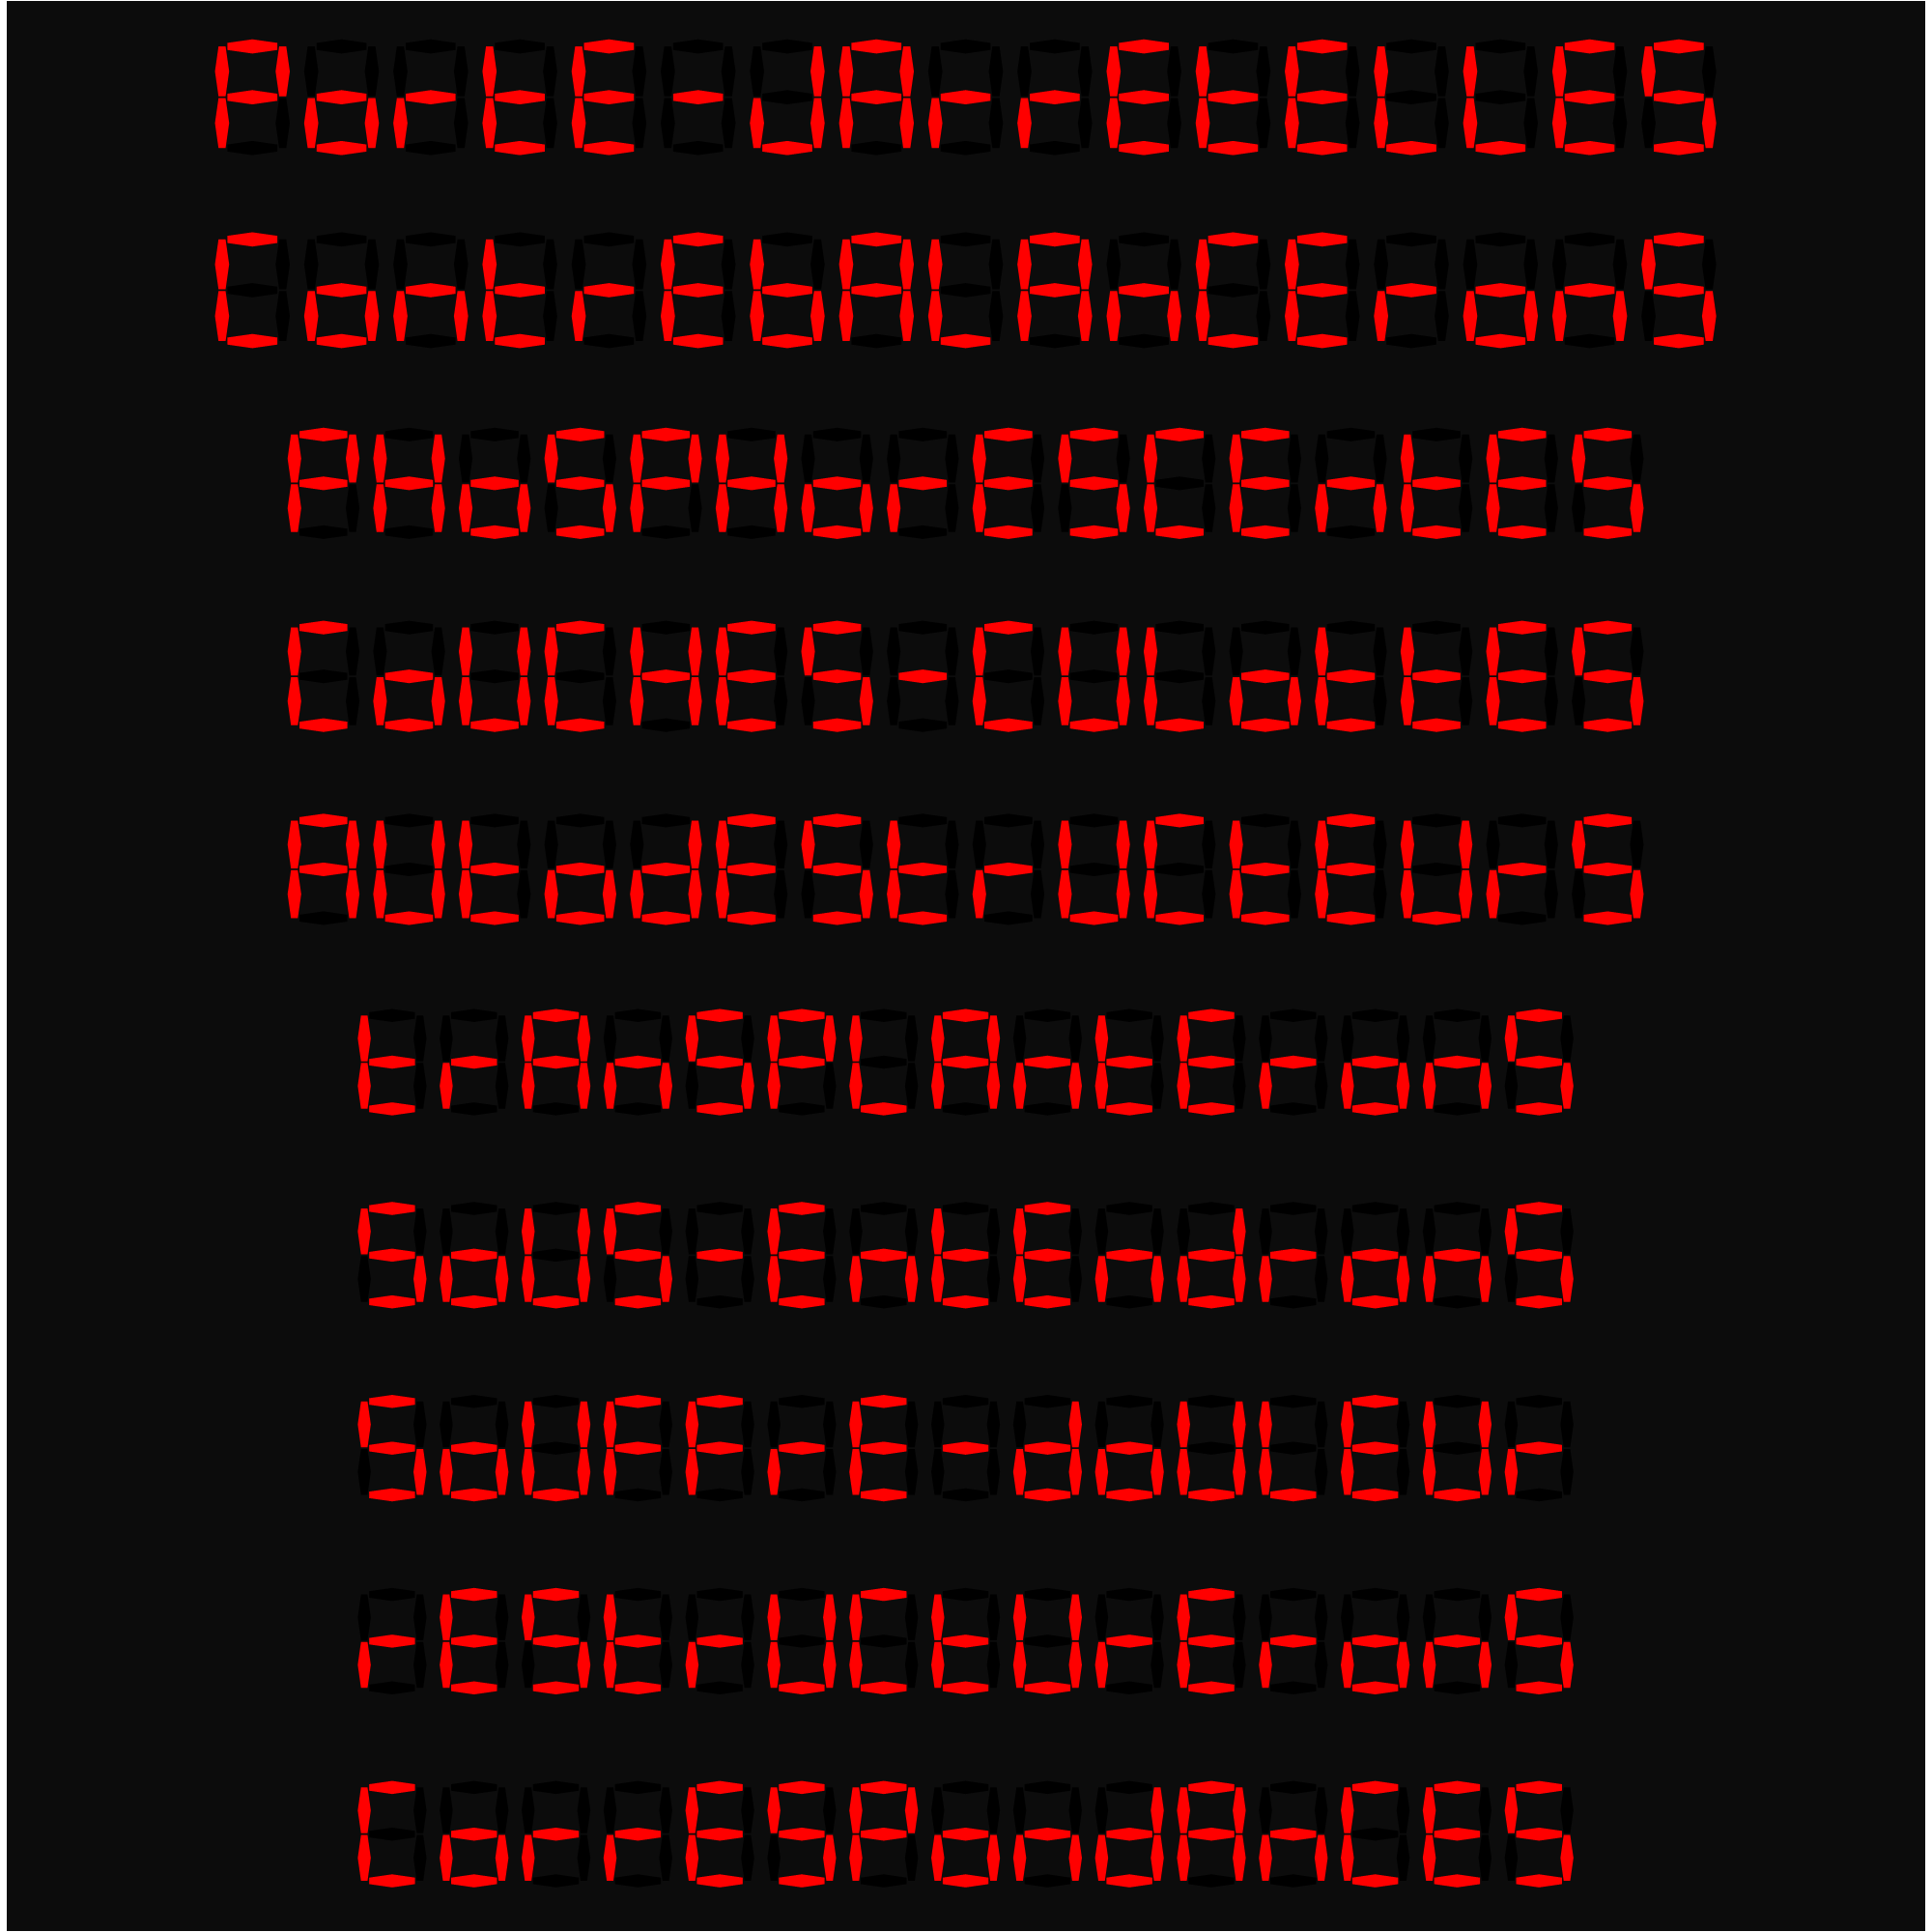 PortE-JArrEtELLES
ContrEbALAnCErons
PHoSPHorESCEntES
CoUCHES-CULottES
AUtodEStrUCtEUrS
trAnSPLAntEronS
SoUS-EntEndronS
SoUFFrE-doULEUr
rEStrUCtUrEronS
CorrESPondAnCES